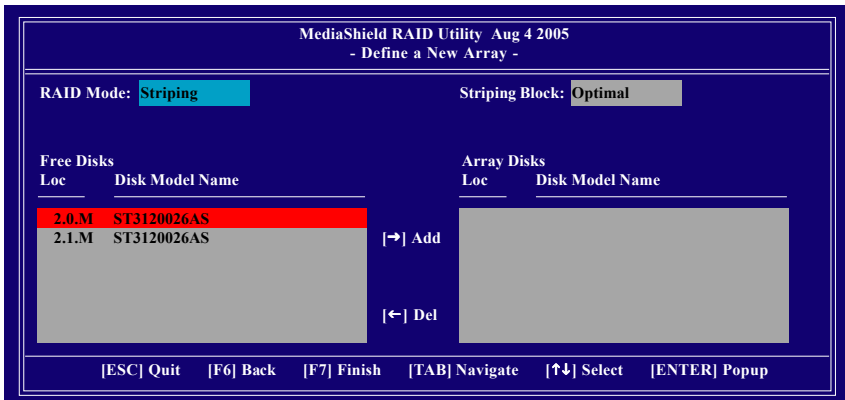 MediaShield RAID Utility Aug 4 2005
- Define a New Array -
RAID Mode: Striping Striping Block: Optimal
Free Disks Array Disks
Loc Disk Model Name Loc Disk Model Name
2.0.M ST3120026AS
2.1.M ST3120026AS
[→] Add
[←] Del
[ESC] Quit [F6] Back [F7] Finish [TAB] Navigate [↑↓] Select [ENTER] Popup